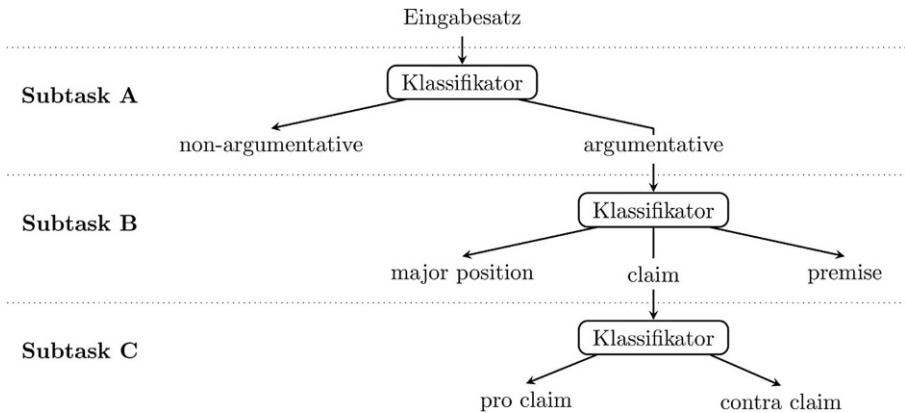 Eingabesatz
Klassifikator
Subtask A
non-argumentative argumentative
Klassifikator
Subtask B
major position claim premise
Klassifikator
Subtask C
pro claim contra claim